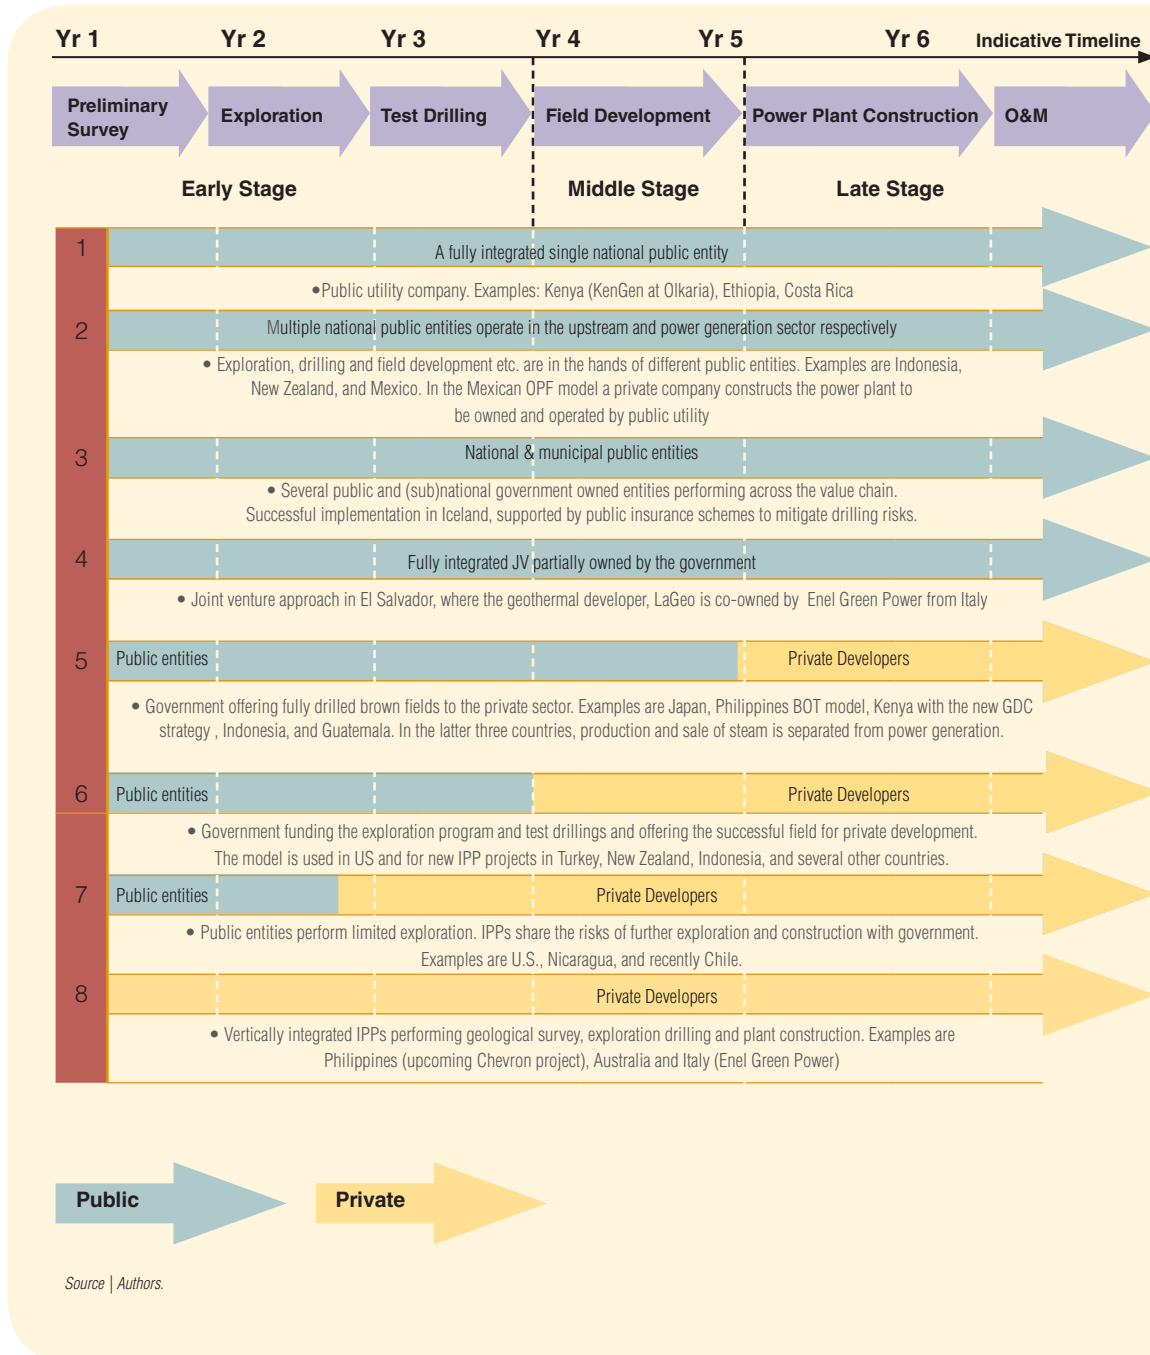 Yr 1 Yr 2 Yr 3 Yr 4 Yr 5 Yr 6 Indicative Timeline
Preliminary
Survey
Exploration
Test Drilling
Field Development
Power Plant Construction
O&M
Early Stage Middle Stage Late Stage
1
A fully integrated single national public entity
•Public utility company. Examples: Kenya (KenGen at Olkaria), Ethiopia, Costa Rica
2
Multiple national public entities operate in the upstream and power generation sector respectively
• Exploration, drilling and field development etc. are in the hands of different public entities. Examples are Indonesia,
New Zealand, and Mexico. In the Mexican OPF model a private company constructs the power plant to
be owned and operated by public utility
3
National & municipal public entities
• Several public and (sub)national government owned entities performing across the value chain.
Successful implementation in Iceland, supported by public insurance schemes to mitigate drilling risks.
4
Fully integrated JV partially owned by the government
• Joint venture approach in El Salvador, where the geothermal developer, LaGeo is co-owned by Enel Green Power from Italy
5
Public entities Private Developers
• Government offering fully drilled brown fields to the private sector. Examples are Japan, Philippines BOT model, Kenya with the new GDC
strategy , Indonesia, and Guatemala. In the latter three countries, production and sale of steam is separated from power generation.
6
Public entities Private Developers
• Government funding the exploration program and test drillings and offering the successful field for private development.
The model is used in US and for new IPP projects in Turkey, New Zealand, Indonesia, and several other countries.
7
Public entities Private Developers
• Public entities perform limited exploration. IPPs share the risks of further exploration and construction with government.
Examples are U.S., Nicaragua, and recently Chile.
8
Private Developers
• Vertically integrated IPPs performing geological survey, exploration drilling and plant construction. Examples are
Philippines (upcoming Chevron project), Australia and Italy (Enel Green Power)
Public Private
Source | Authors.